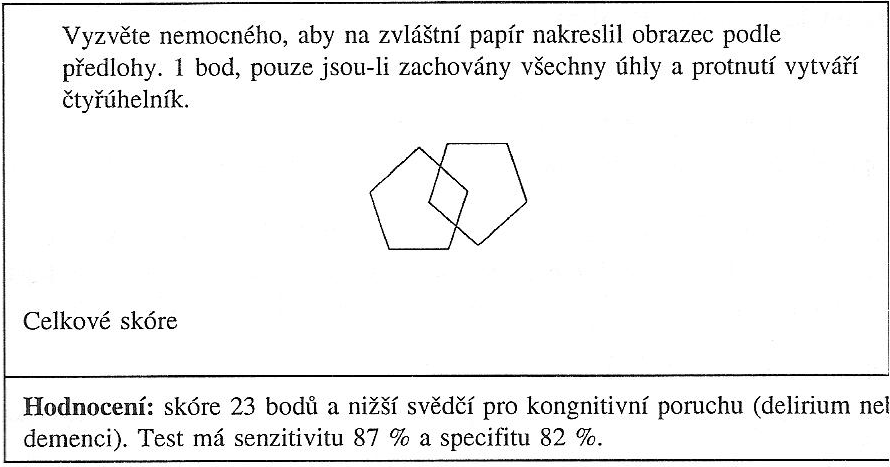 Vyzvěte nemocného, aby na zvláštní papír nakreslil obrazec podle
předlohy. 1 bod, pouze jsou-li zachovány všechny úhly a protnutí vytváří
čtyřúhelník.
Celkové skóre
Hodnocení: skóre 23 bodů a nižší svědčí pro kongnitivní poruchu (delirium
demenci). Test má senzitivitu 87 % a specifitu 82 %.